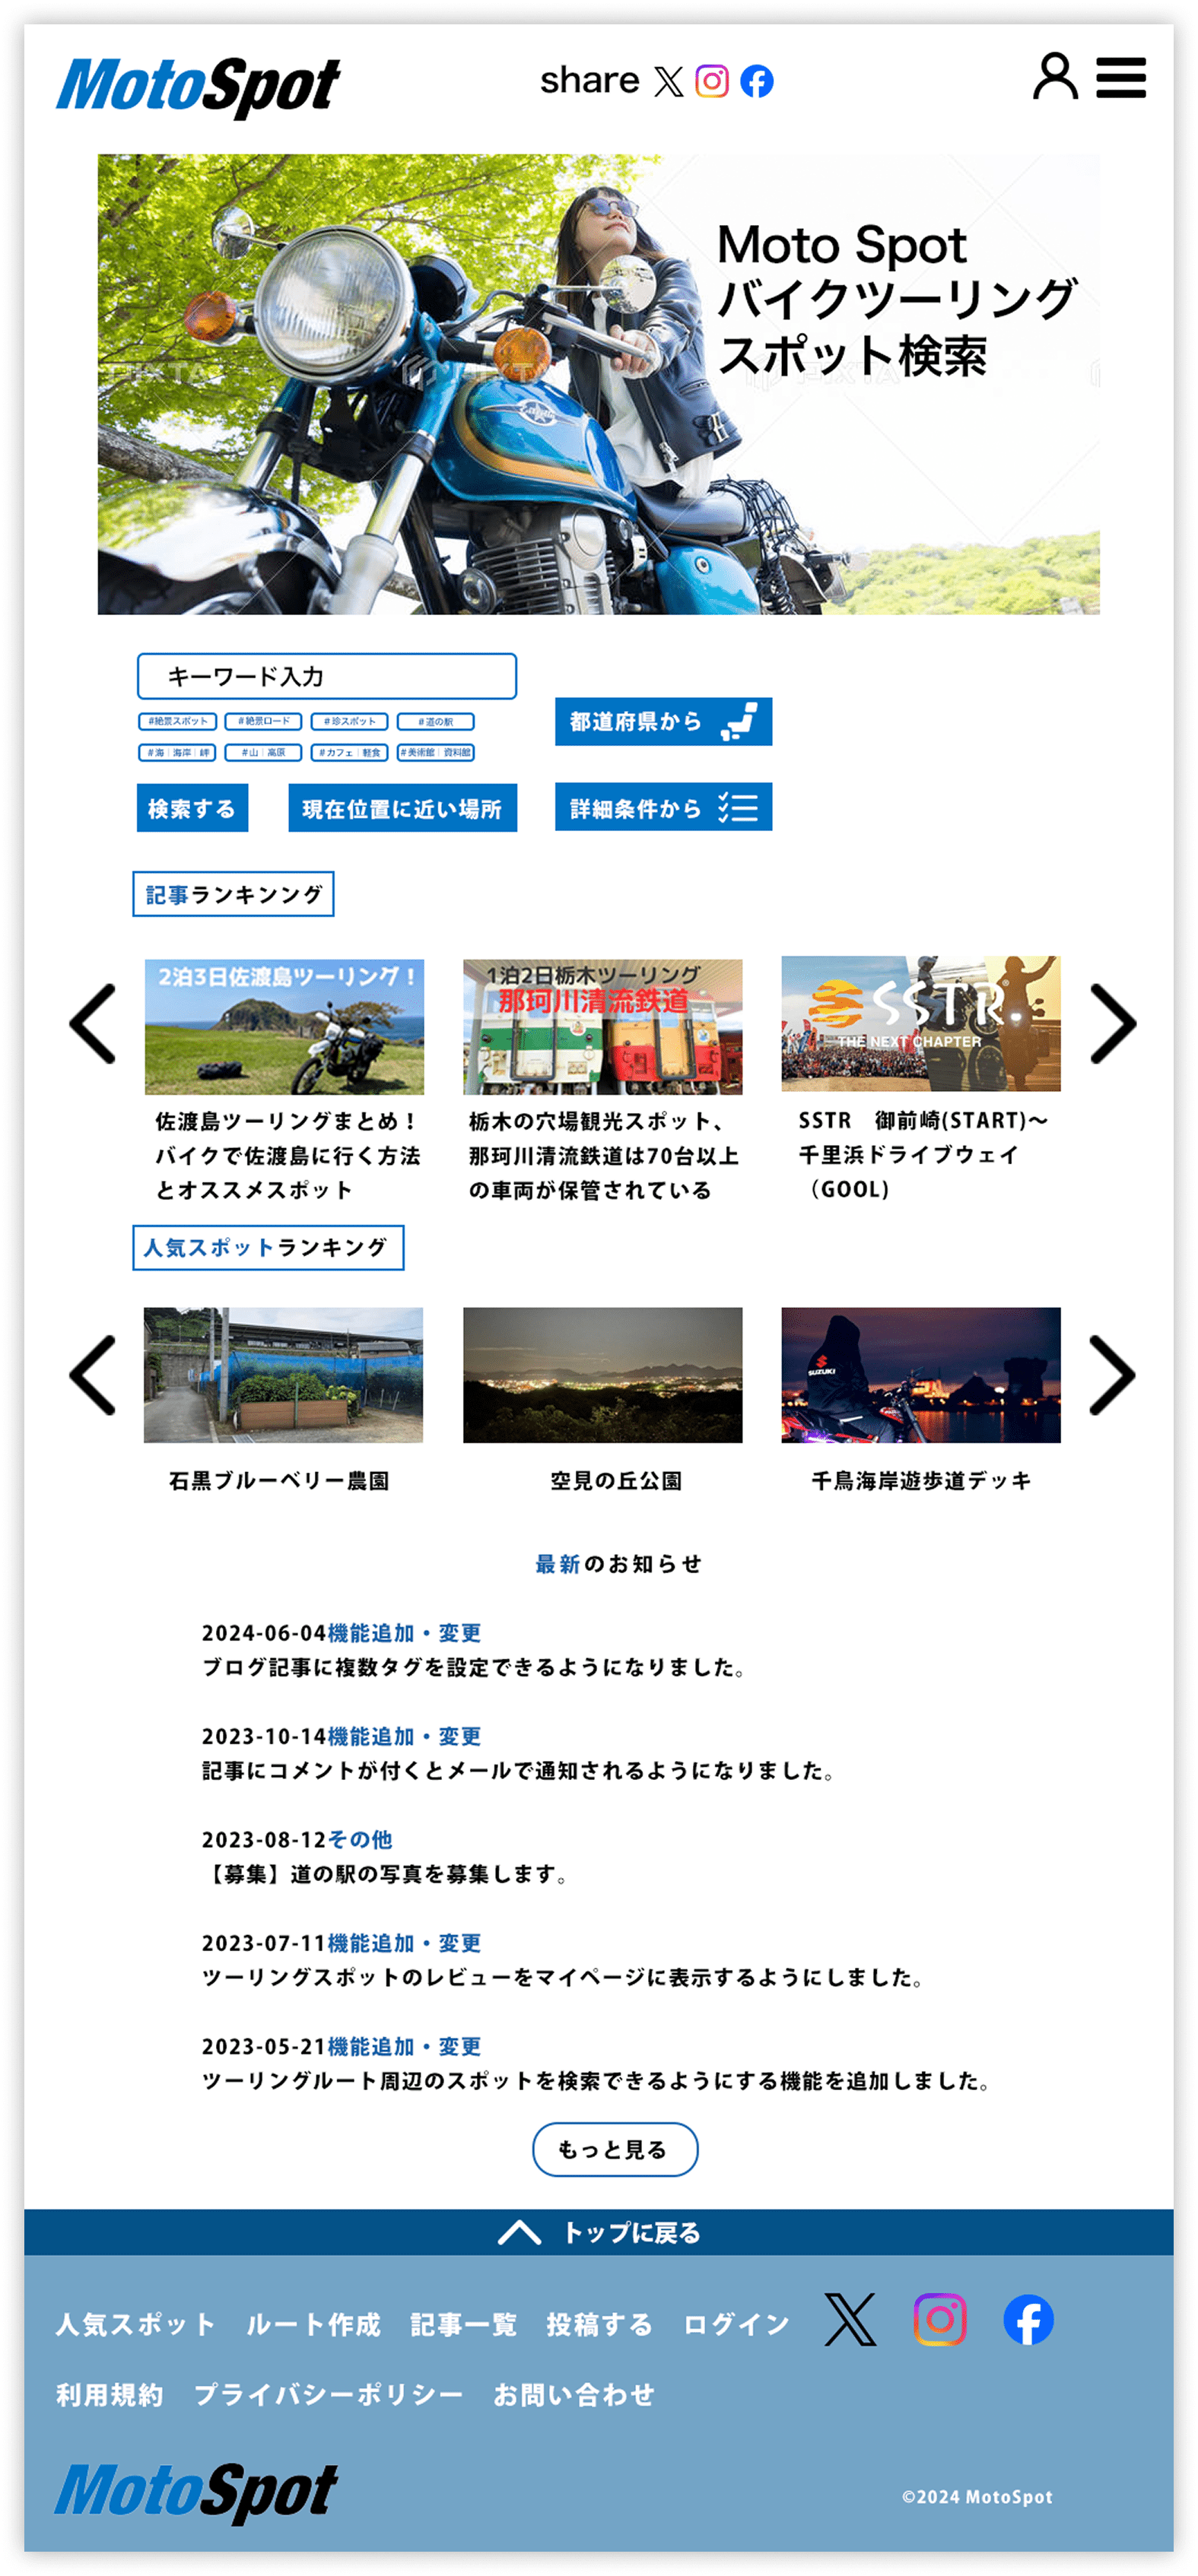 MotoSpot
share
Moto Spot
バイクツーリング
スポット検索
キーワード入力
#絶景スポット #絶景ロード #珍スポット #道の駅
#海｜海岸｜岬 #山｜高原 #カフェ｜軽食 #美術館｜資料館
都道府県から
検索する 現在位置に近い場所
詳細条件から
記事ランキンング
2泊3日佐渡島ツーリング！
1泊2日栃木ツーリング
那珂川清流鉄道
SSTR
THE NEXT CHAPTER
佐渡島ツーリングまとめ！
バイクで佐渡島に行く方法
とオススメスポット
栃木の穴場観光スポット、
那珂川清流鉄道は70台以上
の車両が保管されている
SSTR　御前崎(START)〜
千里浜ドライブウェイ
（GOOL)
人気スポットランキング
SUZUKI
石黒ブルーベリー農園
空見の丘公園
千鳥海岸遊歩道デッキ
最新のお知らせ
2024-06-04機能追加・変更
ブログ記事に複数タグを設定できるようになりました。
2023-10-14機能追加・変更
記事にコメントが付くとメールで通知されるようになりました。
2023-08-12その他
【募集】道の駅の写真を募集します。
2023-07-11機能追加・変更
ツーリングスポットのレビューをマイページに表示するようにしました。
2023-05-21機能追加・変更
ツーリングルート周辺のスポットを検索できるようにする機能を追加しました。
もっと見る
トップに戻る
人気スポット ルート作成 記事一覧 投稿する ログイン
利用規約 プライバシーポリシー お問い合わせ
MotoSpot
©2024 MotoSpot